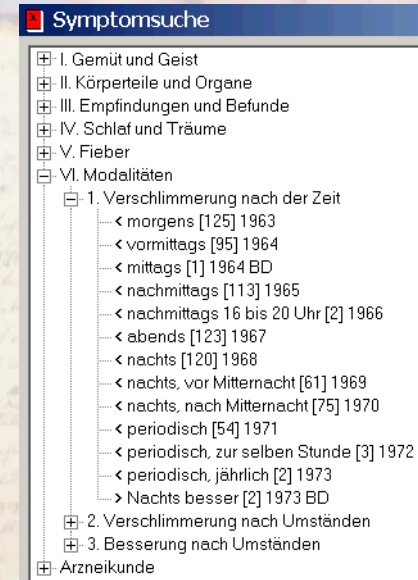 Symptomsuche
I. Gemüt und Geist
II. Körperteile und Organe
III. Empfindungen und Befunde
IV. Schlaf und Träume
V. Fieber
VI. Modalitäten
1. Verschlimmerung nach der Zeit
< morgens [125] 1963
< vormittags [95] 1964
< mittags [1] 1964 BD
< nachmittags [113] 1965
< nachmittags 16 bis 20 Uhr [2] 1966
< abends [123] 1967
< nachts [120] 1968
< nachts, vor Mitternacht [61] 1969
< nachts, nach Mitternacht [75] 1970
< periodisch [54] 1971
< periodisch, zur selben Stunde [3] 1972
< periodisch, jährlich [2] 1973
> Nachts besser [2] 1973 BD
2. Verschlimmerung nach Umständen
3. Besserung nach Umständen
Arzneikunde